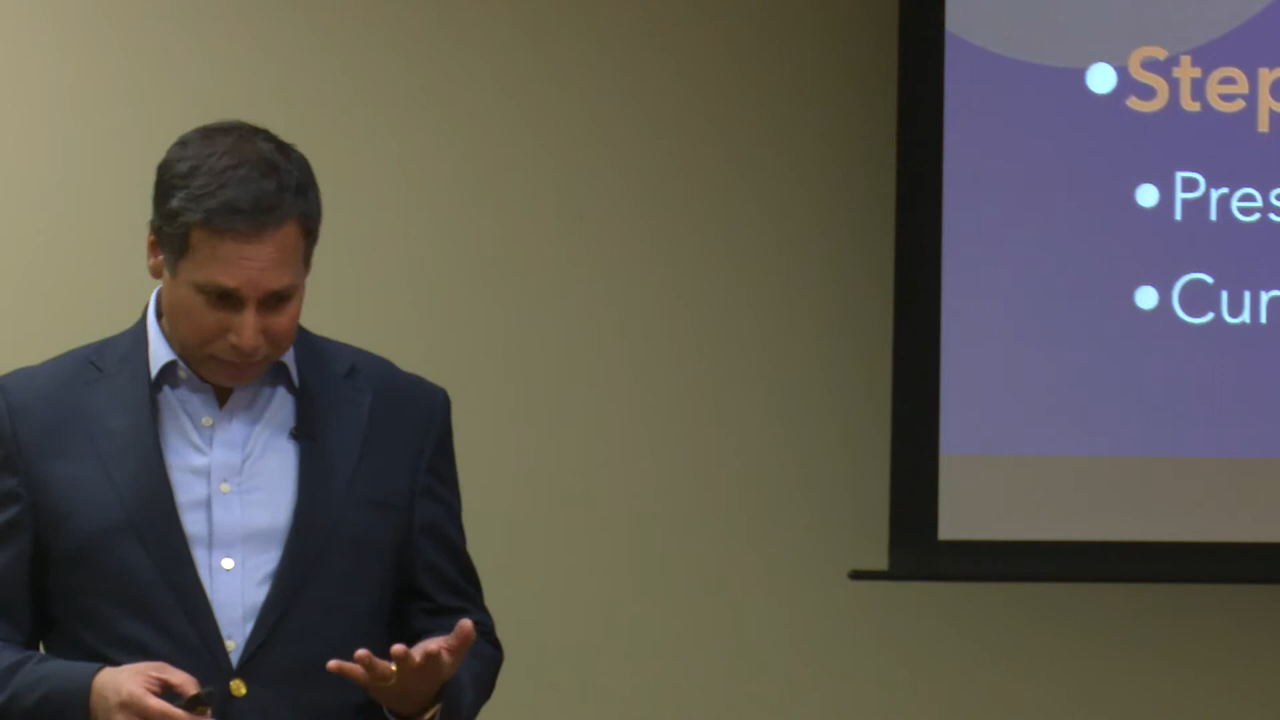 • Step
• Pres
• Cur